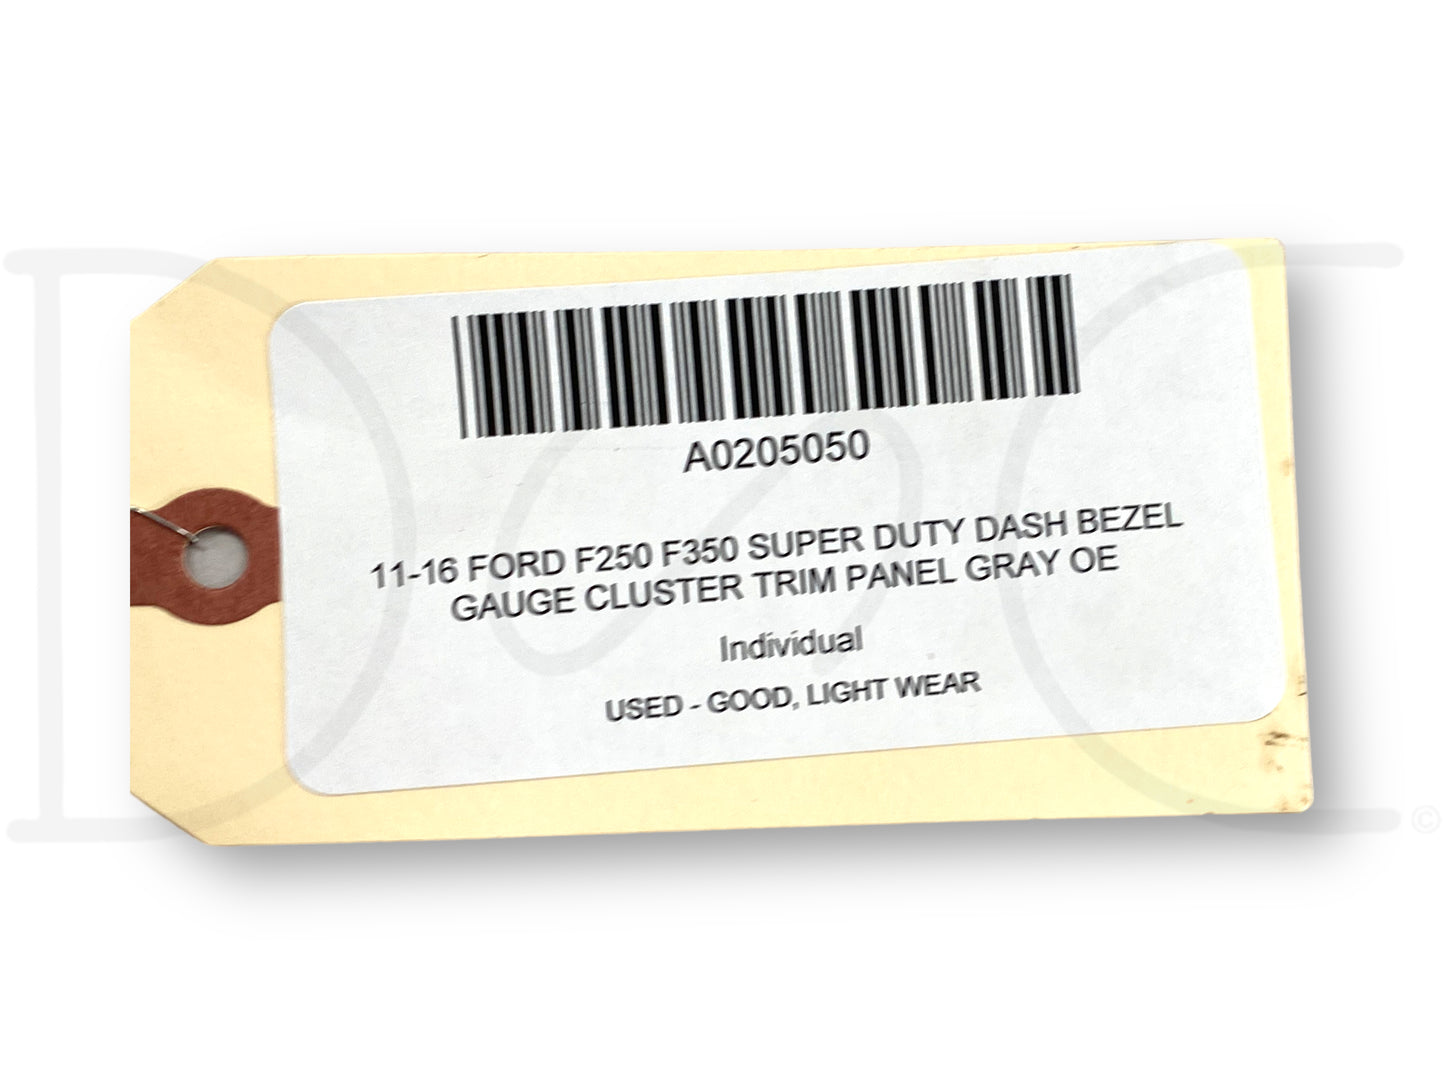 A0205050
11-16 FORD F250 F350 SUPER DUTY DASH BEZEL
GAUGE CLUSTER TRIM PANEL GRAY OE
Individual
USED - GOOD, LIGHT WEAR